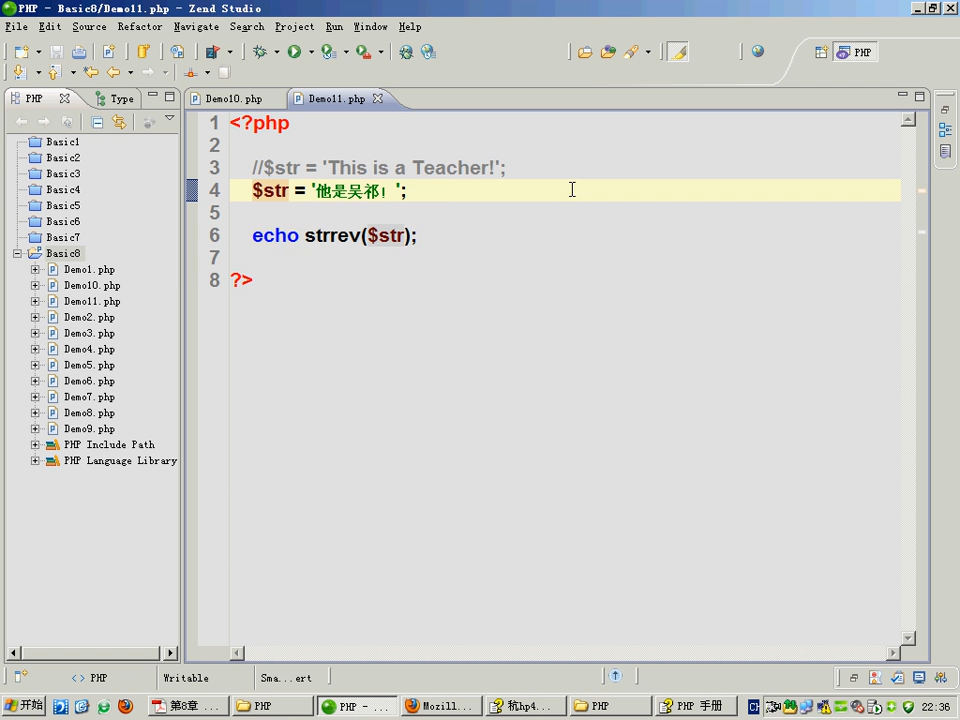 PHP - Basic8/Demo11.php - Zend Studio
File Edit Source Refactor Navigate Search Project Run Window Help
PHP
PHP Type Demo10.php Demo11.php
Basic1
Basic2
Basic3
Basic4
Basic5
Basic6
Basic7
Basic8
Demo1.php
Demo10.php
Demo11.php
Demo2.php
Demo3.php
Demo4.php
Demo5.php
Demo6.php
Demo7.php
Demo8.php
Demo9.php
PHP Include Path
PHP Language Library
1 <?php
2
3 //$str = 'This is a Teacher!';
4 $str = '他是吴祁！';
5
6 echo strrev($str);
7
8 ?>
<> PHP Writable Sma...ert
开始 第8章 ... PHP PHP - ... Mozill... 杭hp4... PHP PHP 手册 CH 22:36